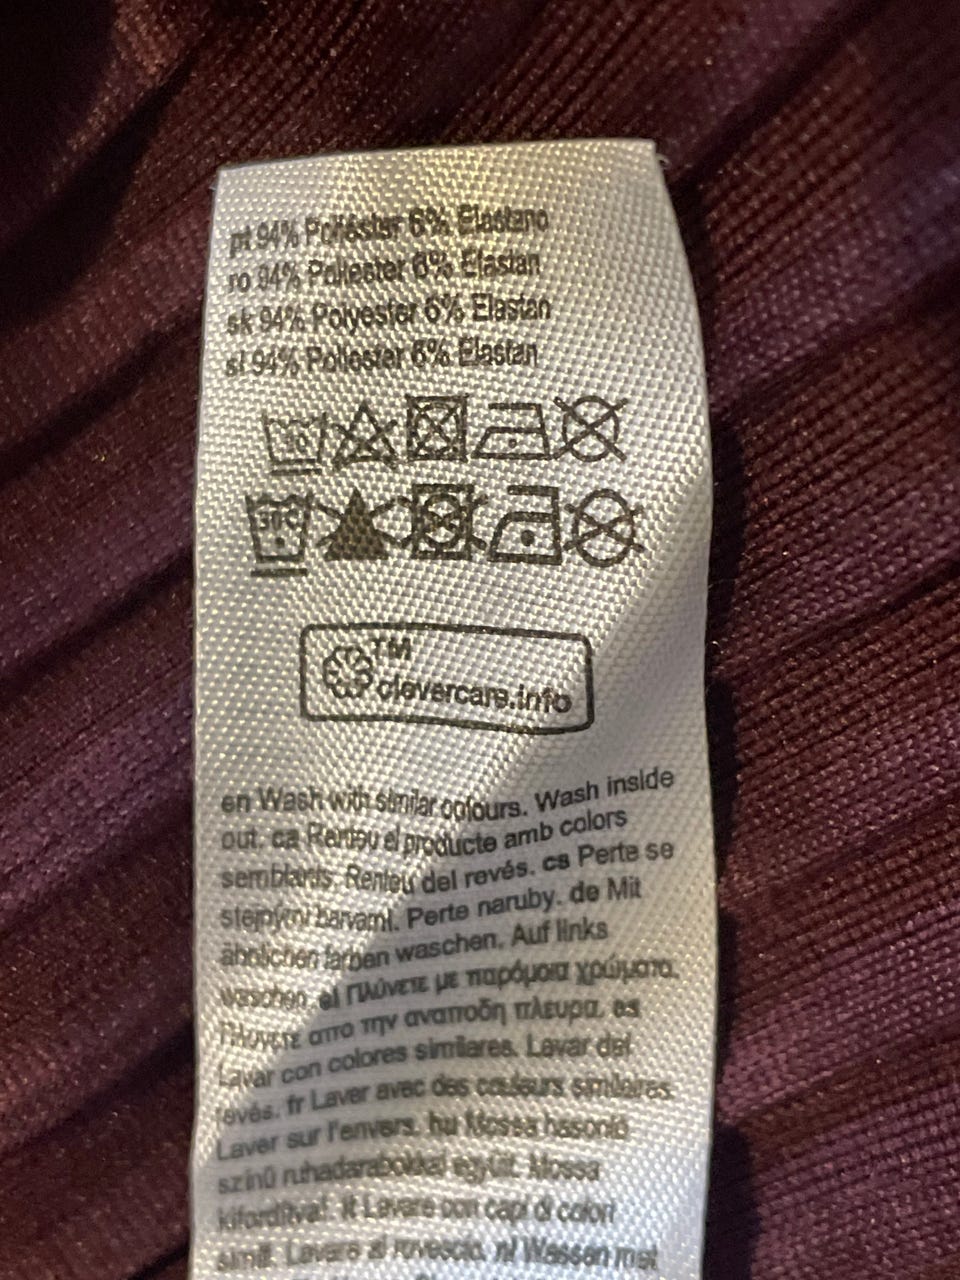 pt 94% Poliéster 6% Elastano
ro 94% Poliester 6% Elastan
sk 94% Polyester 6% Elastan
sl 94% Poliester 6% Elastan
30
30C
TM
clevercare.info
en Wash with similar colours. Wash inside
out. ca Renteu el producte amb colors
semblants. Renteu del revés. cs Perte se
stejnými barvami. Perte naruby. de Mit
ähnlichen farben waschen. Auf links
waschen. el Πλύνετε με παρόμοια χρώματα.
Πλύνετε απο την αναποδη πλευρα. es
Lavar con colores similares. Lavar del
revés. fr Laver avec des couleurs similaires.
Laver sur l'envers. hu Mossa hasonló
színű ruhadarabokkal együtt. Mossa
kifordítva! it Lavare con capi di colori
simili. Lavare al rovescio. nl Wassen met